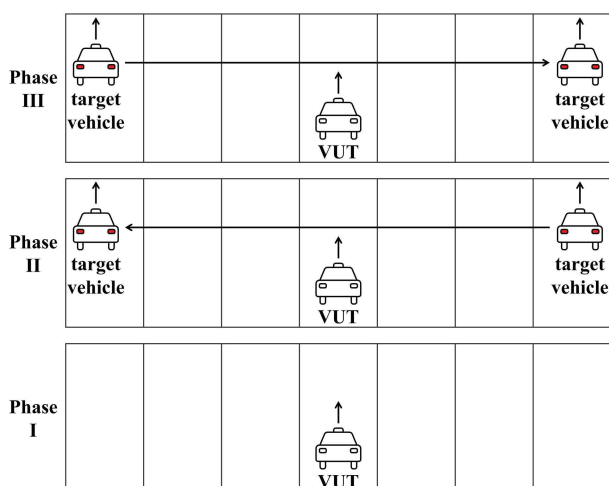 Phase
III
target
vehicle
VUT
target
vehicle
Phase
II
target
vehicle
VUT
target
vehicle
Phase
I
VUT